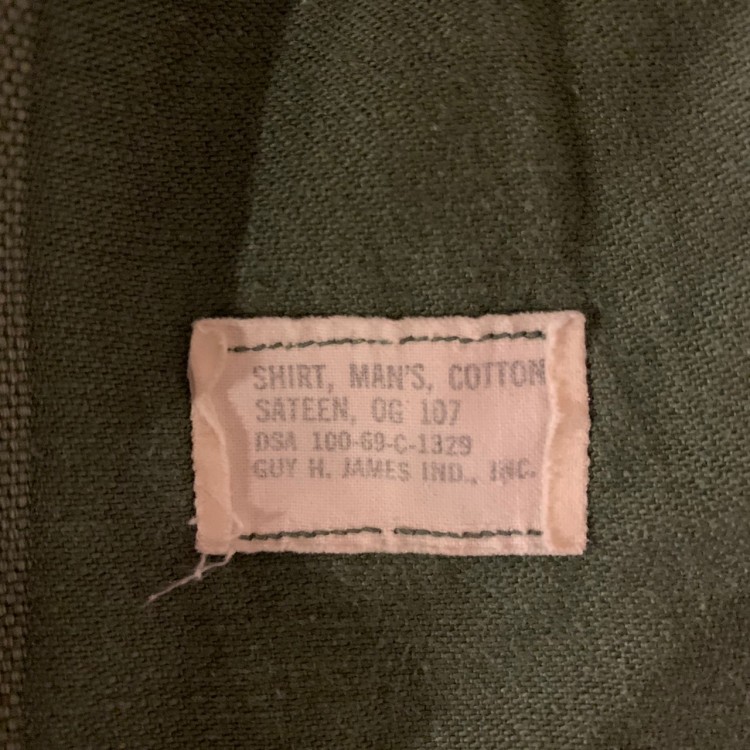 SHIRT, MAN'S, COTTON
SATEEN, OG 107
DSA 100-69-C-1329
GUY H. JAMES IND., INC.